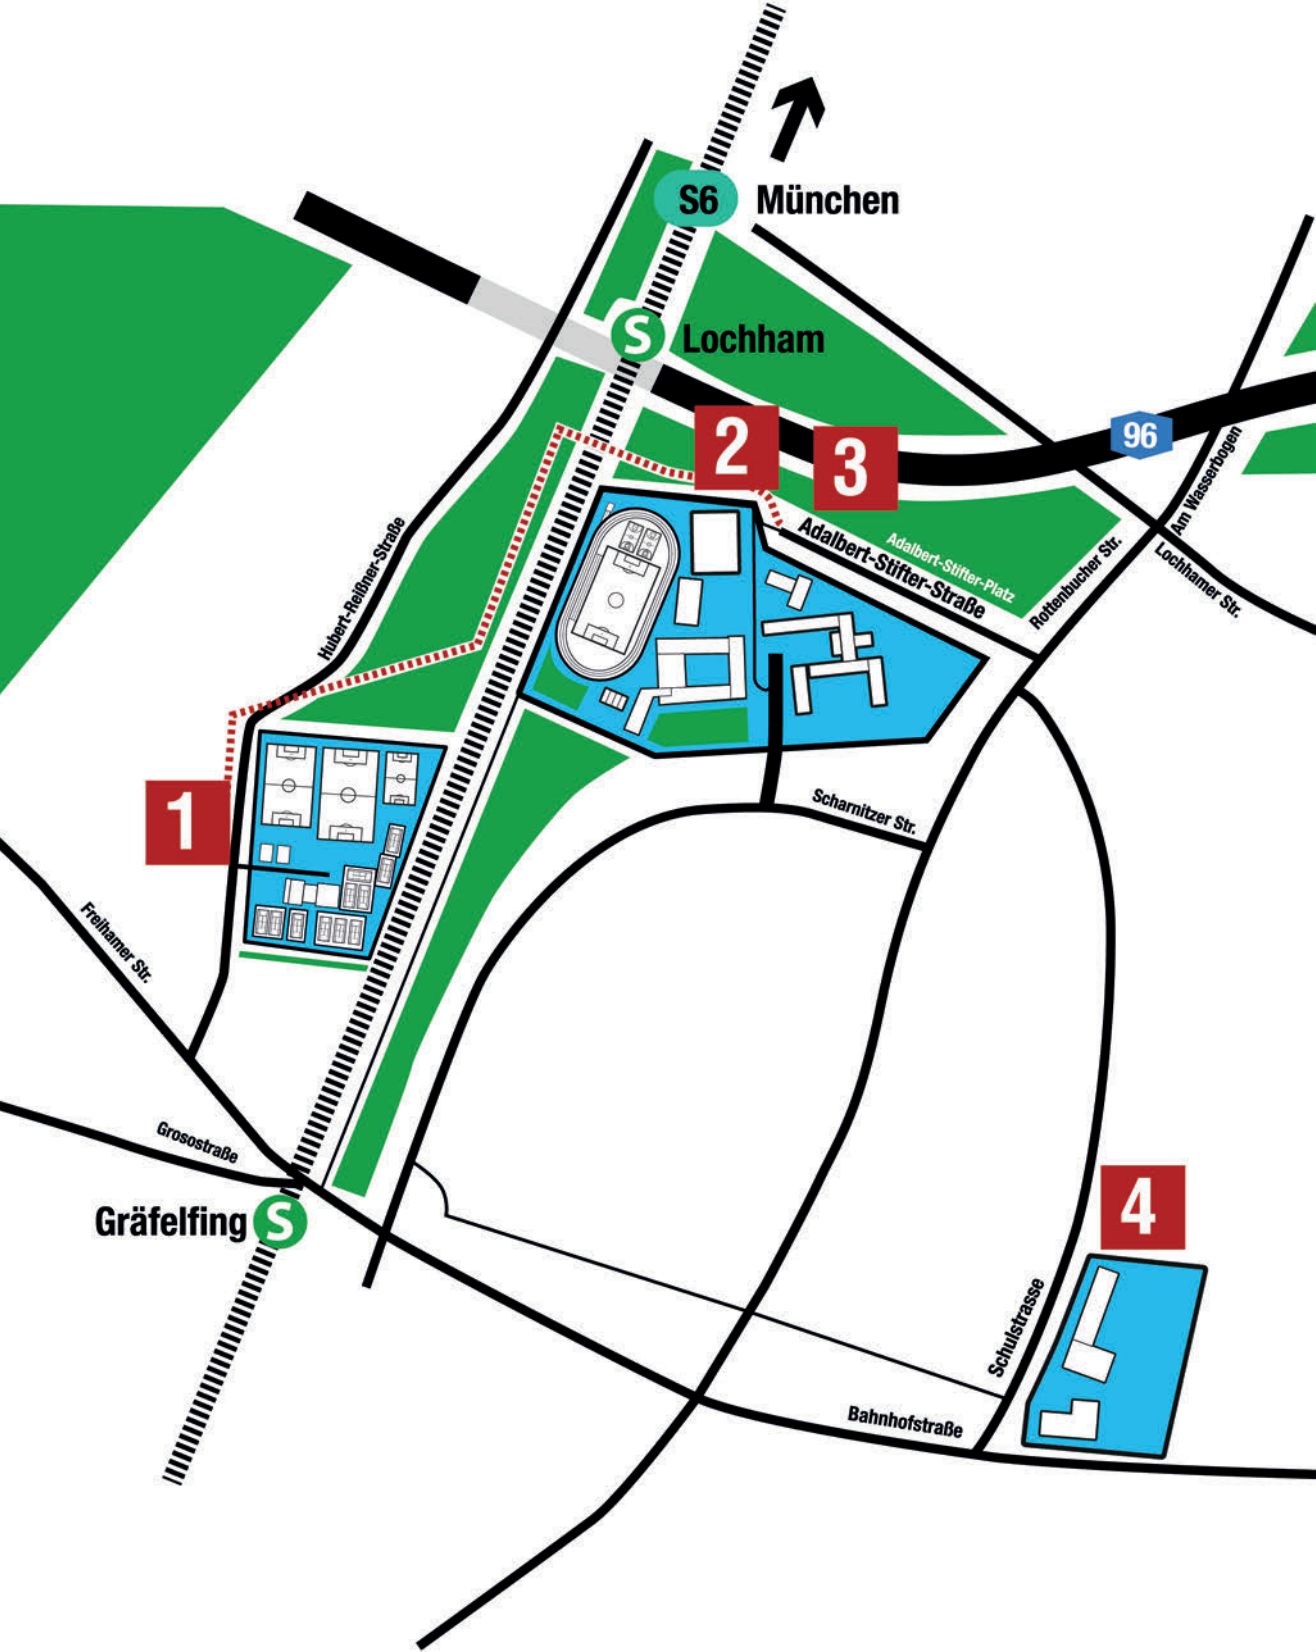 S6
München
S
Lochham
96
2
3
Am Wasserbogen
Adalbert-Stifter-Platz
Adalbert-Stifter-Straße
Rottenbucher Str.
Lochhamer Str.
Hubert-Reißner-Straße
1
Scharnitzer Str.
Freihamer Str.
Grosostraße
Gräfelfing
S
4
Schulstrasse
Bahnhofstraße